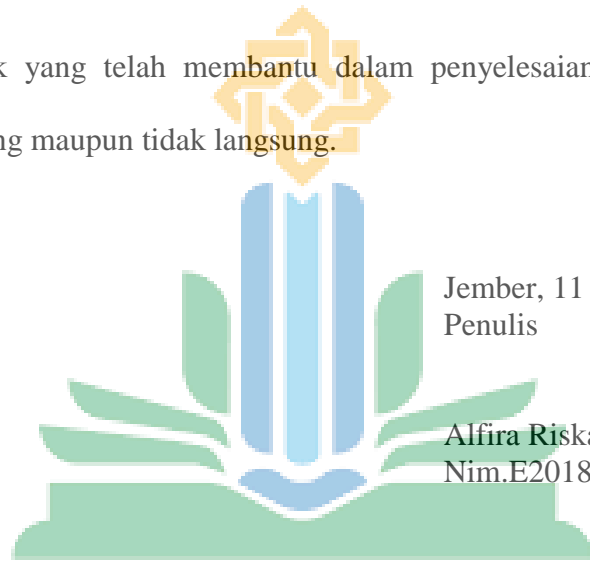 k yang telah membantu dalam penyelesaian
ng maupun tidak langsung.
Jember, 11
Penulis
Alfira Riska
Nim.E2018